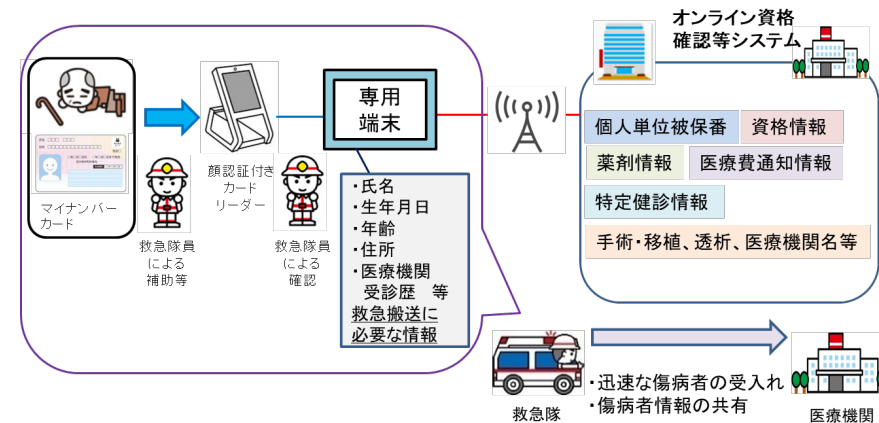 オンライン資格
確認等システム
専用
端末
個人単位被保番
資格情報
薬剤情報
医療費通知情報
特定健診情報
手術・移植、透析、医療機関名等
マイナンバー
カード
顔認証付き
カード
リーダー
救急隊員
による
補助等
救急隊員
による
確認
・氏名
・生年月日
・年齢
・住所
・医療機関
受診歴 等
救急搬送に
必要な情報
救急隊
・迅速な傷病者の受入れ
・傷病者情報の共有
医療機関